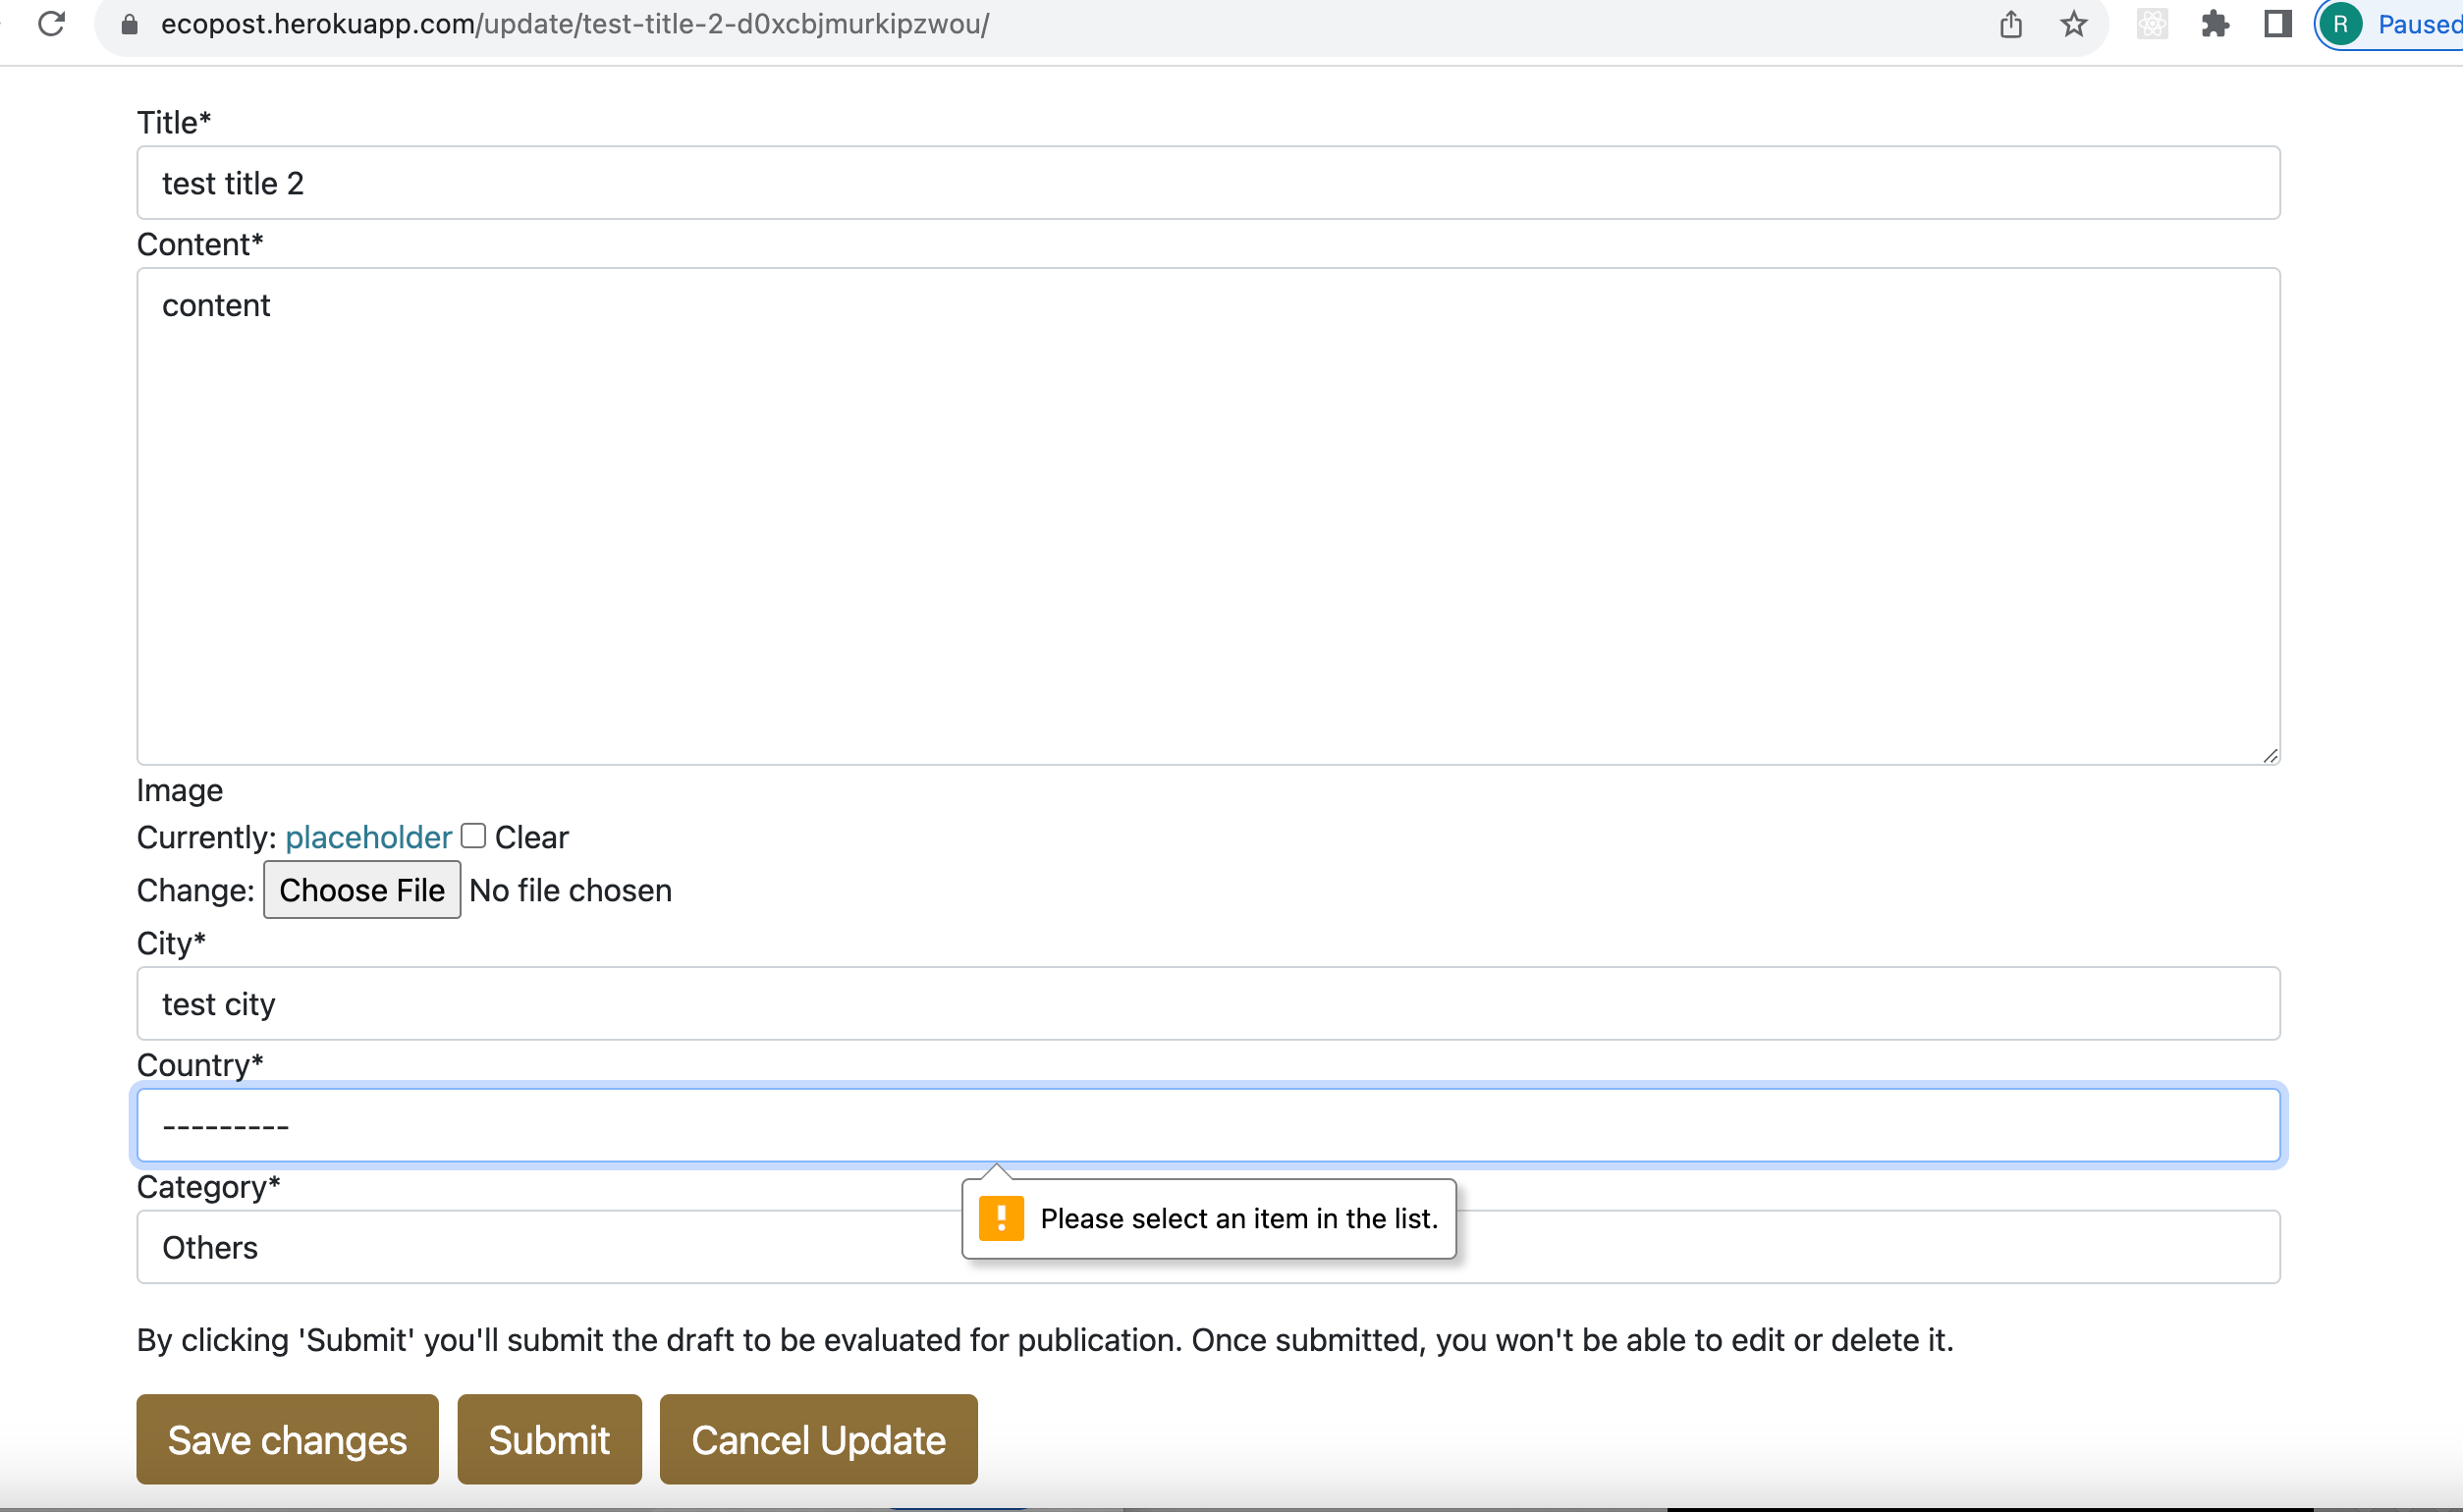 ecopost.herokuapp.com/update/test-title-2-d0xcbjmurkipzwou/
R Paused
Title*
test title 2
Content*
content
Image
Currently: placeholder Clear
Change: Choose File No file chosen
City*
test city
Country*
---------
Category*
Please select an item in the list.
Others
By clicking 'Submit' you'll submit the draft to be evaluated for publication. Once submitted, you won't be able to edit or delete it.
Save changes Submit Cancel Update